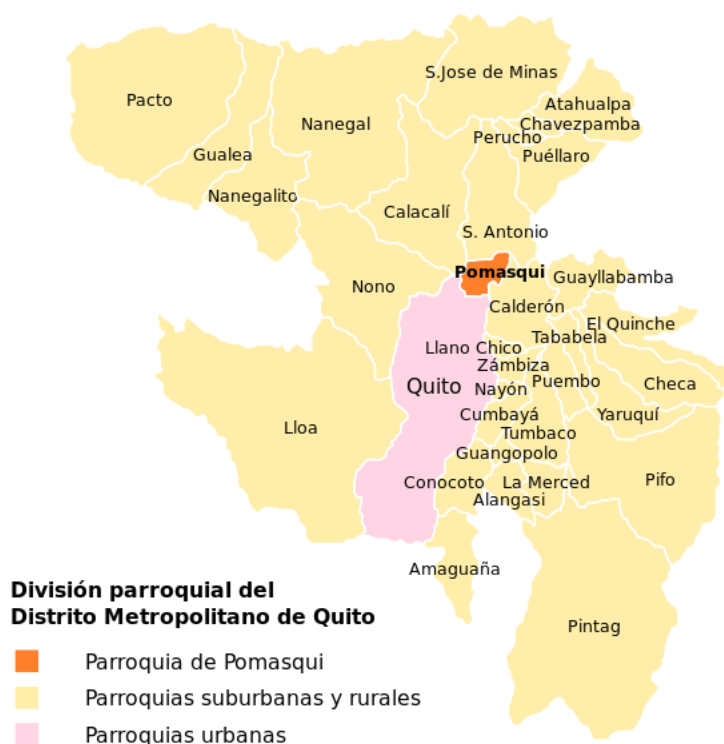 S.Jose de Minas
Pacto
Atahualpa
Nanegal
Chavezpamba
Perucho
Gualea
Puéllaro
Nanegalito
Calacalí
S. Antonio
Pomasqui
Guayllabamba
Nono
Calderón
El Quinche
Tababela
Llano Chico
Zámbiza
Quito
Puembo
Checa
Nayón
Cumbayá
Yaruquí
Lloa
Tumbaco
Guangopolo
Pifo
Conocoto
La Merced
Alangasi
Amaguaña
Pintag
División parroquial del
Distrito Metropolitano de Quito
Parroquia de Pomasqui
Parroquias suburbanas y rurales
Parroquias urbanas